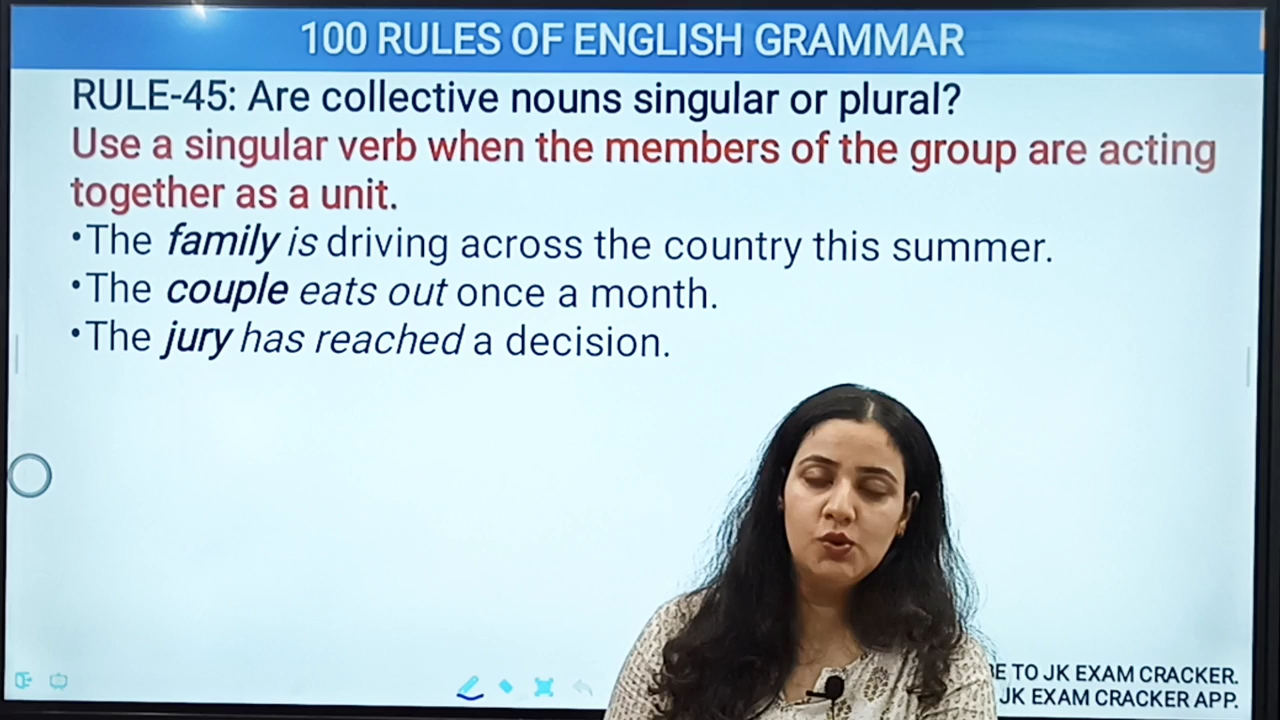 100 RULES OF ENGLISH GRAMMAR
RULE-45: Are collective nouns singular or plural?
Use a singular verb when the members of the group are acting
together as a unit.
•The family is driving across the country this summer.
•The couple eats out once a month.
•The jury has reached a decision.
TO JK EXAM CRACKER.
JK EXAM CRACKER APP.